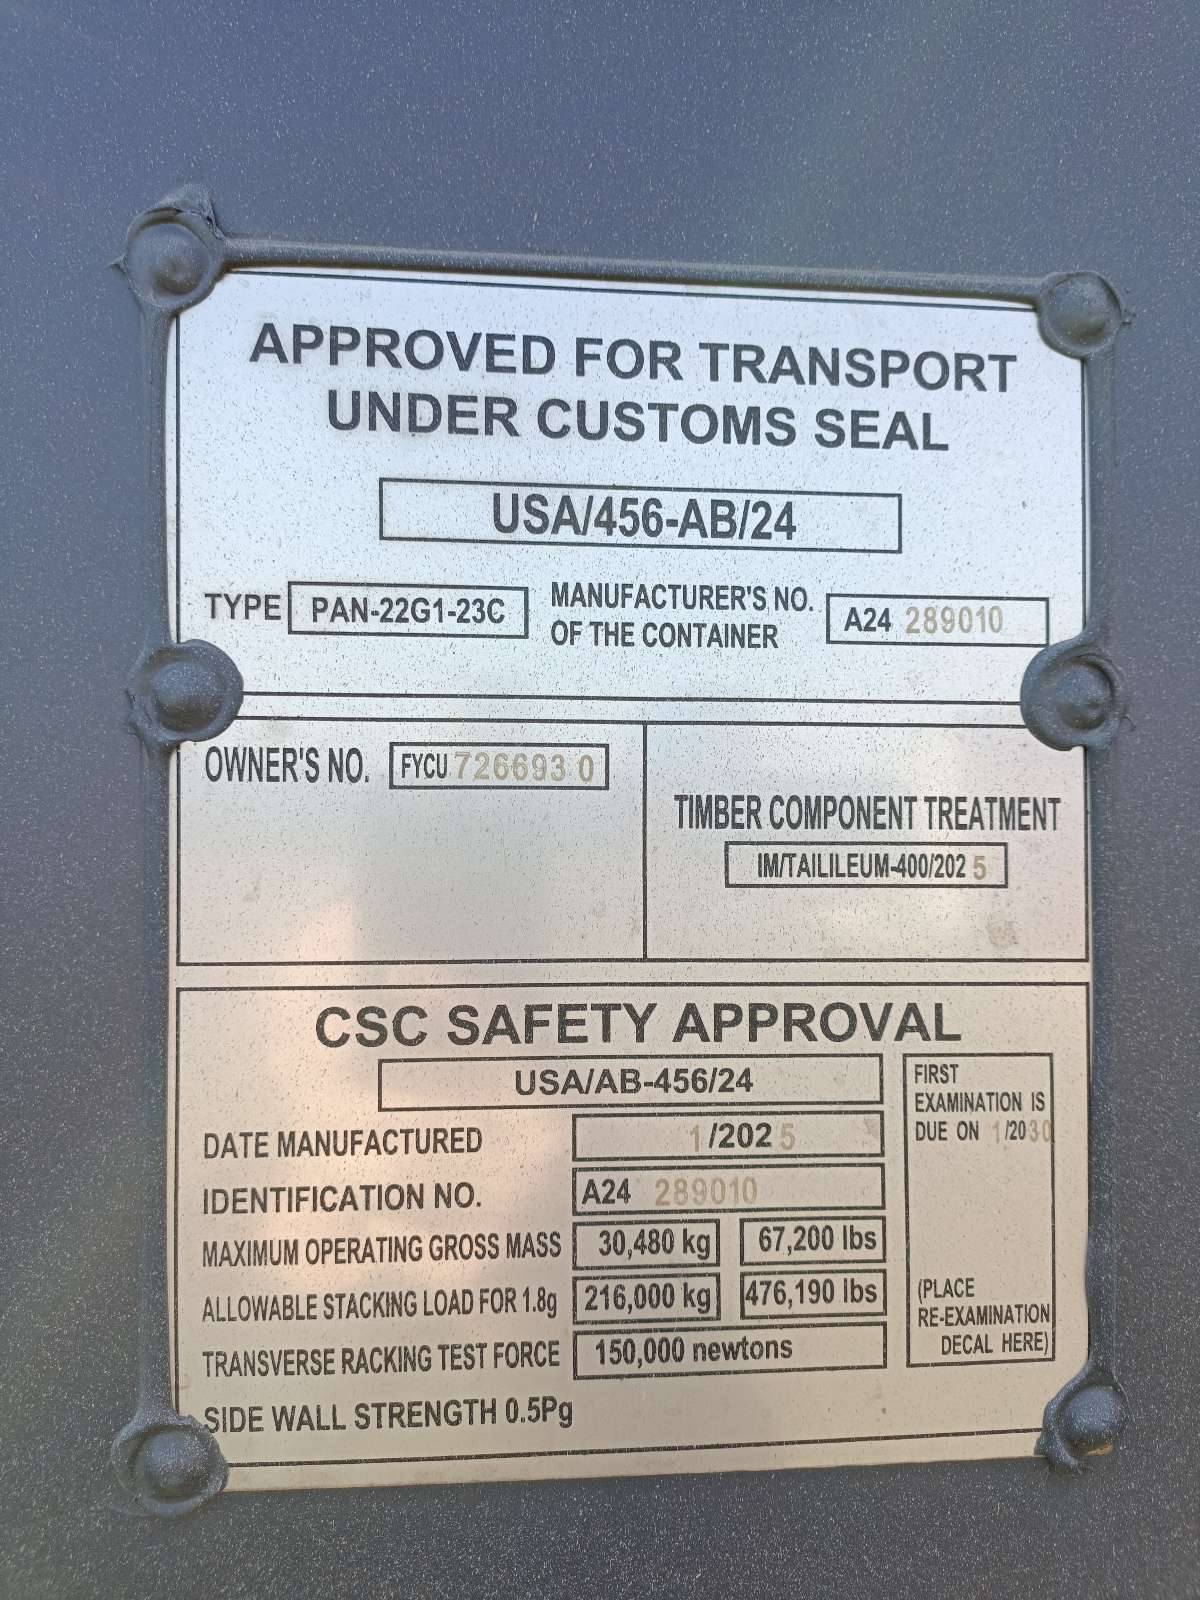 APPROVED FOR TRANSPORT
UNDER CUSTOMS SEAL
USA/456-AB/24
TYPE PAN-22G1-23C
MANUFACTURER'S NO.
OF THE CONTAINER
A24 289010
OWNER'S NO. FYCU 726693 0
TIMBER COMPONENT TREATMENT
IM/TAILILEUM-400/2025
CSC SAFETY APPROVAL
USA/AB-456/24
DATE MANUFACTURED 1/2025
IDENTIFICATION NO. A24 289010
MAXIMUM OPERATING GROSS MASS 30,480 kg 67,200 lbs
ALLOWABLE STACKING LOAD FOR 1.8g 216,000 kg 476,190 lbs
TRANSVERSE RACKING TEST FORCE 150,000 newtons
SIDE WALL STRENGTH 0.5Pg
FIRST
EXAMINATION IS
DUE ON 1/2030
(PLACE
RE-EXAMINATION
DECAL HERE)